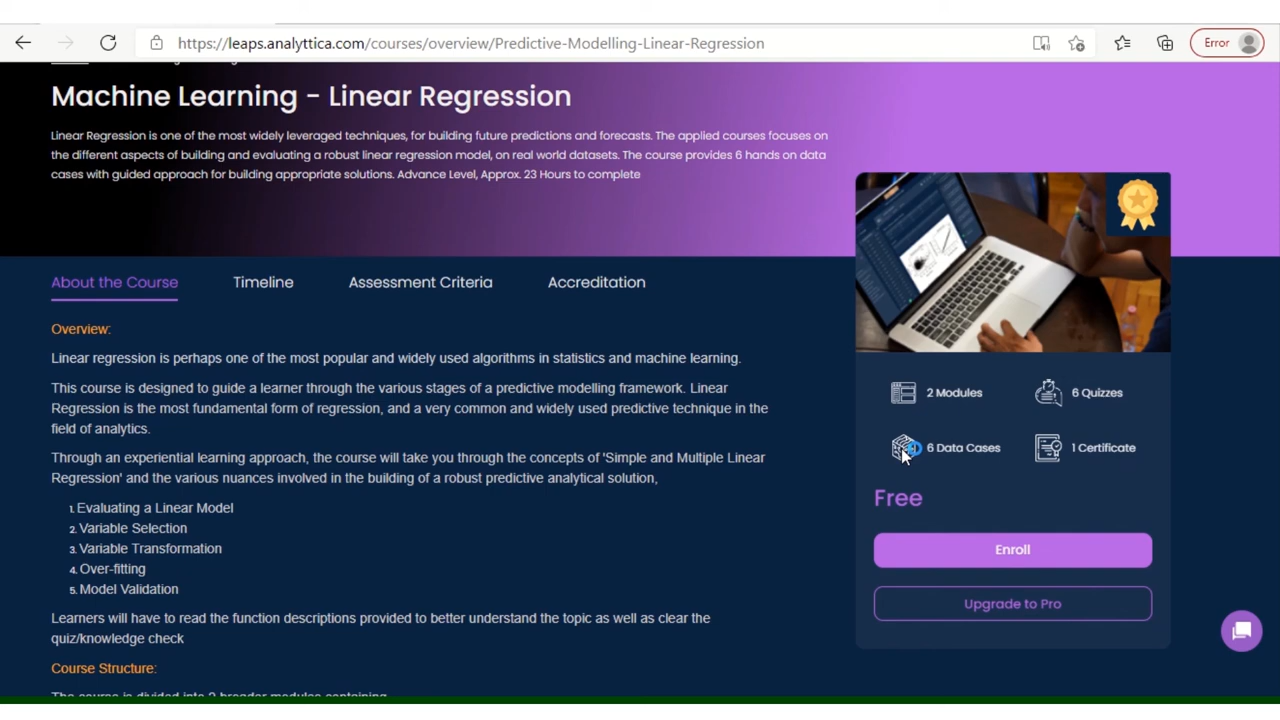 https://leaps.analyttica.com/courses/overview/Predictive-Modelling-Linear-Regression
Error
Machine Learning - Linear Regression
Linear Regression is one of the most widely leveraged techniques, for building future predictions and forecasts. The applied courses focuses on
the different aspects of building and evaluating a robust linear regression model, on real world datasets. The course provides 6 hands on data
cases with guided approach for building appropriate solutions. Advance Level, Approx. 23 Hours to complete
About the Course
Timeline
Assessment Criteria
Accreditation
Overview:
Linear regression is perhaps one of the most popular and widely used algorithms in statistics and machine learning.
This course is designed to guide a learner through the various stages of a predictive modelling framework. Linear
Regression is the most fundamental form of regression, and a very common and widely used predictive technique in the
field of analytics.
Through an experiential learning approach, the course will take you through the concepts of 'Simple and Multiple Linear
Regression' and the various nuances involved in the building of a robust predictive analytical solution,
1. Evaluating a Linear Model
2. Variable Selection
3. Variable Transformation
4. Over-fitting
5. Model Validation
Learners will have to read the function descriptions provided to better understand the topic as well as clear the
quiz/knowledge check
Course Structure:
The course is divided into 2 broader modules containing
2 Modules
6 Quizzes
6 Data Cases
1 Certificate
Free
Enroll
Upgrade to Pro